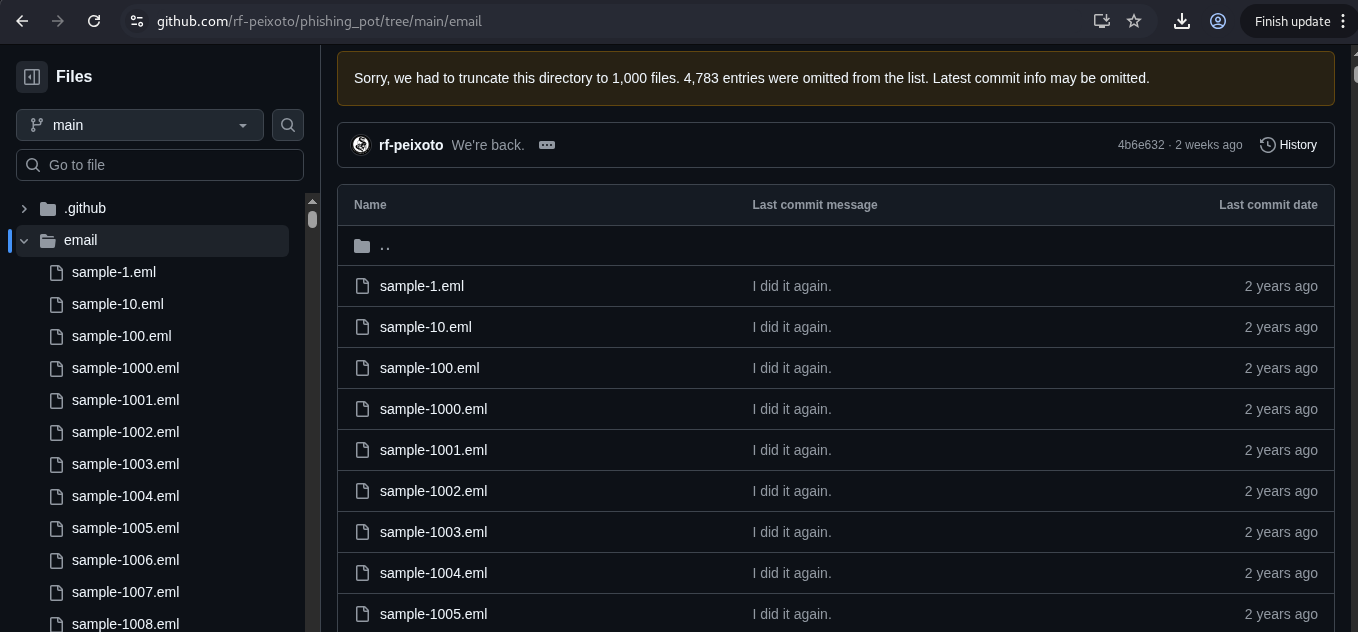 github.com/rf-peixoto/phishing_pot/tree/main/email
Finish update
Files
main
Go to file
.github
email
sample-1.eml
sample-10.eml
sample-100.eml
sample-1000.eml
sample-1001.eml
sample-1002.eml
sample-1003.eml
sample-1004.eml
sample-1005.eml
sample-1006.eml
sample-1007.eml
sample-1008.eml
Sorry, we had to truncate this directory to 1,000 files. 4,783 entries were omitted from the list. Latest commit info may be omitted.
rf-peixoto We're back. 4b6e632 · 2 weeks ago History
Name Last commit message Last commit date
..
sample-1.eml I did it again. 2 years ago
sample-10.eml I did it again. 2 years ago
sample-100.eml I did it again. 2 years ago
sample-1000.eml I did it again. 2 years ago
sample-1001.eml I did it again. 2 years ago
sample-1002.eml I did it again. 2 years ago
sample-1003.eml I did it again. 2 years ago
sample-1004.eml I did it again. 2 years ago
sample-1005.eml I did it again. 2 years ago